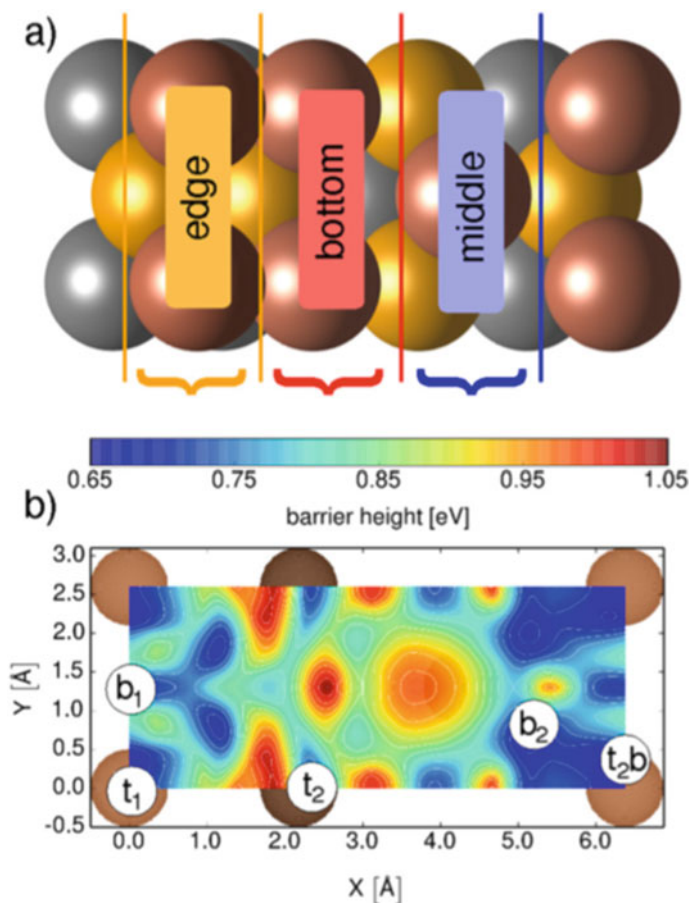 a)
edge
bottom
middle
0.65 0.75 0.85 0.95 1.05
barrier height [eV]
b)
3.0
2.5
2.0
1.5
1.0
0.5
0.0
-0.5
Y [Å]
b1
b2
t1
t2
t2b
0.0 1.0 2.0 3.0 4.0 5.0 6.0
X [Å]